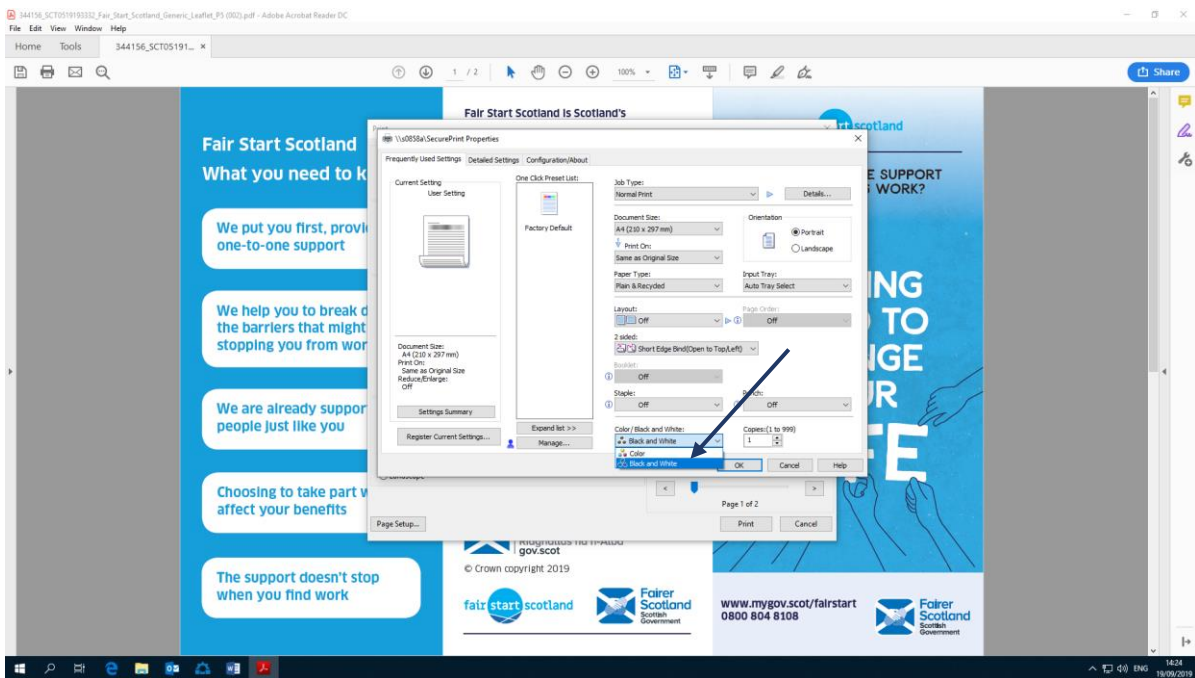 344156_SCT0519193332_Fair_Start_Scotland_Generic_Leaflet_P5 (002).pdf - Adobe Acrobat Reader DC
File Edit View Window Help
Home Tools 344156_SCT05191... ×
1 / 2 100% Share
Fair Start Scotland
What you need to k
We put you first, provi
one-to-one support
We help you to break d
the barriers that might
stopping you from wor
We are already suppor
people just like you
Choosing to take part w
affect your benefits
The support doesn't stop
when you find work
Fair Start Scotland is Scotland's
\\s0858a\SecurePrint Properties
Frequently Used Settings Detailed Settings Configuration/About
Current Setting
User Setting
Document Size:
A4 (210 x 297 mm)
Print On:
Same as Original Size
Reduce/Enlarge:
Off
Settings Summary
Register Current Settings...
One Click Preset List:
Factory Default
Expand list >>
Manage...
Job Type:
Normal Print Details...
Document Size:
A4 (210 x 297 mm)
Orientation
Portrait
Landscape
Print On:
Same as Original Size
Paper Type:
Plain & Recycled
Input Tray:
Auto Tray Select
Layout:
Off
Page Order:
Off
2 sided:
Short Edge Bind(Open to Top/Left)
Booklet:
Off
Staple:
Off
Off
Color/Black and White:
Black and White
Color
Black and White
Copies:(1 to 999)
1
OK Cancel Help
Page 1 of 2
Page Setup...
Print Cancel
gov.scot
© Crown copyright 2019
fair start scotland
Fairer
Scotland
Scottish
Government
rt scotland
E SUPPORT
WORK?
NG
TO
GE
R
FE
www.mygov.scot/fairstart
0800 804 8108
Fairer
Scotland
Scottish
Government
ENG
14:24
19/09/2019